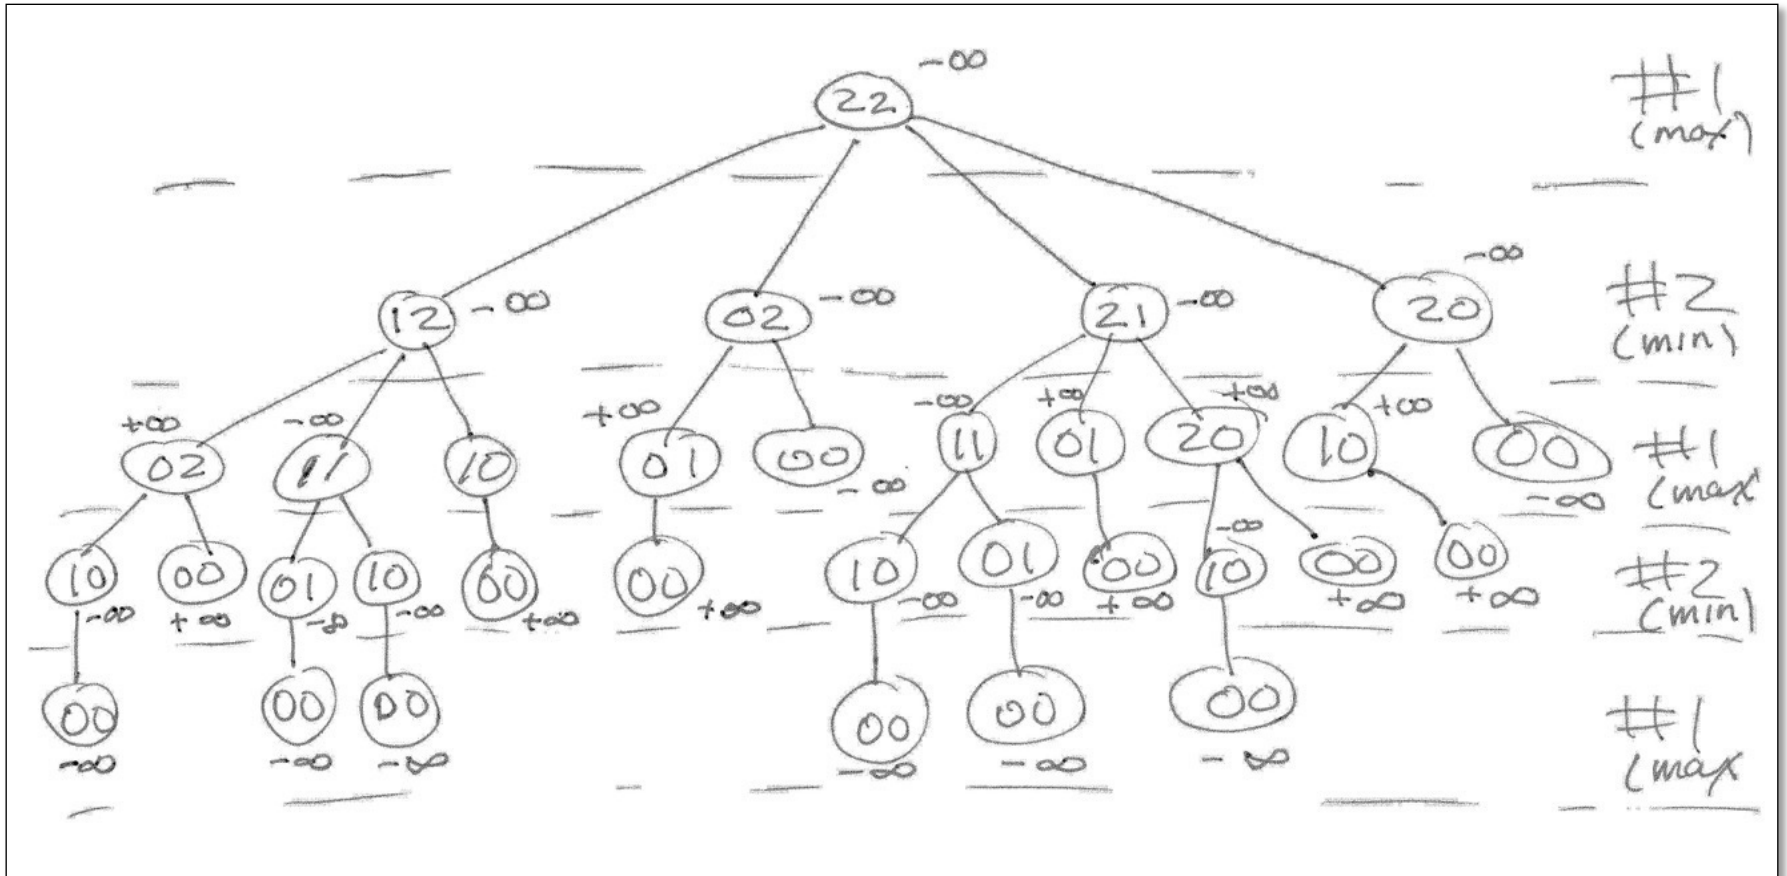 -∞
22
#1
(max)
12 -∞
02 -∞
21 -∞
-∞
20
#2
(min)
+∞ -∞ +∞ -∞ +∞ +∞ +∞
02 11 10 01 00 11 01 20 10 00
-∞ -∞
#1
(max
10 00 01 10 00 00 10 01 00 -∞ 10 00 00
-∞ +∞ -∞ -∞ +∞ +∞ -∞ -∞ +∞ +∞ +∞
#2
(min)
00 00 00 00 00 00
-∞ -∞ -∞ -∞ -∞ -∞
#1
(max